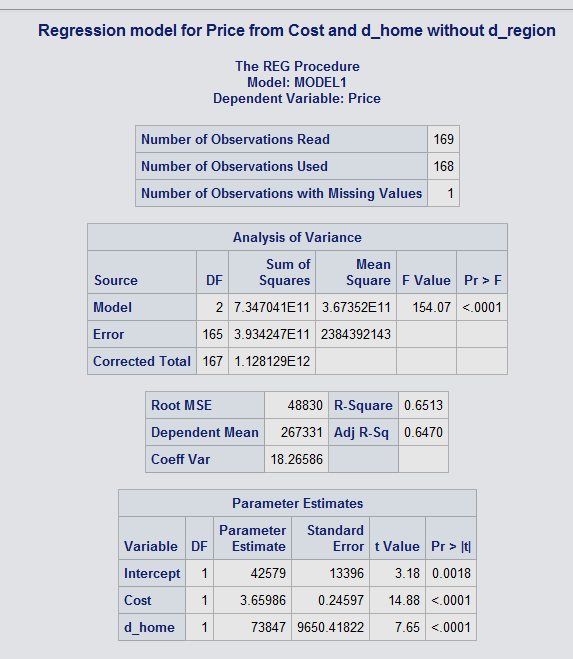 Regression model for Price from Cost and d_home without d_region
The REG Procedure
Model: MODEL1
Dependent Variable: Price
Number of Observations Read 169
Number of Observations Used 168
Number of Observations with Missing Values 1
Analysis of Variance
Source DF Sum of Squares Mean Square F Value Pr > F
Model 2 7.347041E11 3.67352E11 154.07 <.0001
Error 165 3.934247E11 2384392143
Corrected Total 167 1.128129E12
Root MSE 48830 R-Square 0.6513
Dependent Mean 267331 Adj R-Sq 0.6470
Coeff Var 18.26586
Parameter Estimates
Variable DF Parameter Estimate Standard Error t Value Pr > |t|
Intercept 1 42579 13396 3.18 0.0018
Cost 1 3.65986 0.24597 14.88 <.0001
d_home 1 73847 9650.41822 7.65 <.0001